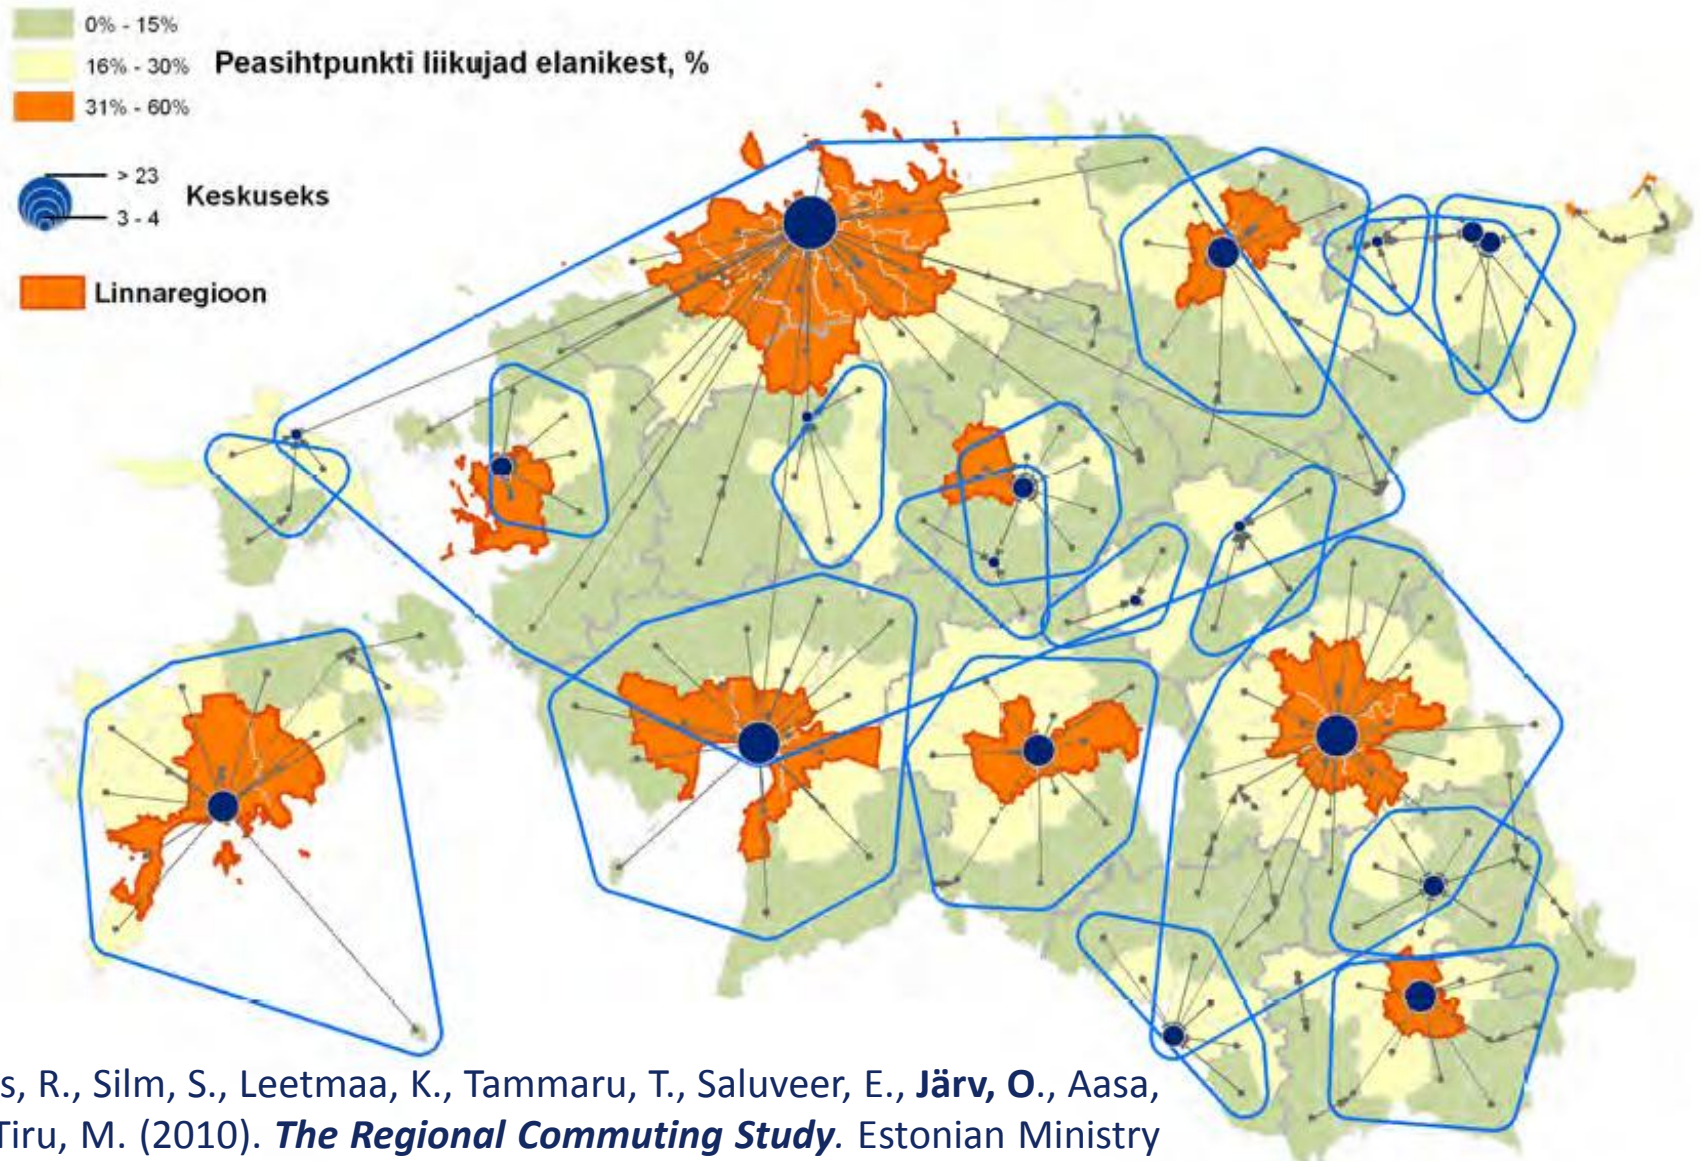 0% - 15%
16% - 30% Peasihtpunkti liikujad elanikest, %
31% - 60%
> 23
Keskuseks
3 - 4
Linnaregioon
s, R., Silm, S., Leetmaa, K., Tammaru, T., Saluveer, E., Järv, O., Aasa,
Tiru, M. (2010). The Regional Commuting Study. Estonian Ministry